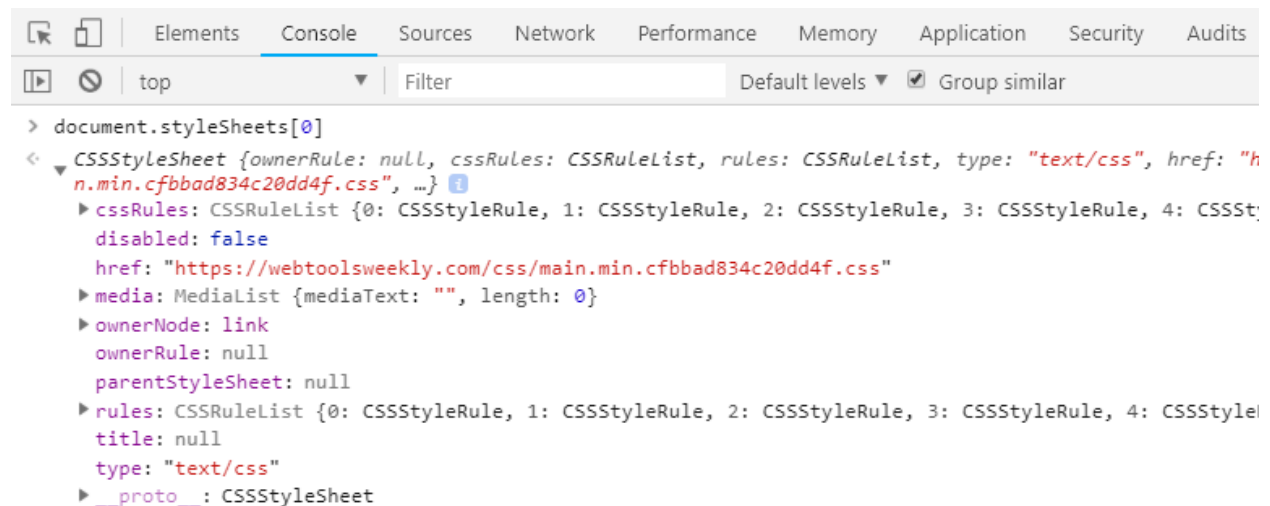 Elements Console Sources Network Performance Memory Application Security Audits
top Filter Default levels Group similar
> document.styleSheets[0]
CSSStyleSheet {ownerRule: null, cssRules: CSSRuleList, rules: CSSRuleList, type: "text/css", href: "h
n.min.cfbbad834c20dd4f.css", …}
cssRules: CSSRuleList {0: CSSStyleRule, 1: CSSStyleRule, 2: CSSStyleRule, 3: CSSStyleRule, 4: CSSSty
disabled: false
href: "https://webtoolsweekly.com/css/main.min.cfbbad834c20dd4f.css"
media: MediaList {mediaText: "", length: 0}
ownerNode: link
ownerRule: null
parentStyleSheet: null
rules: CSSRuleList {0: CSSStyleRule, 1: CSSStyleRule, 2: CSSStyleRule, 3: CSSStyleRule, 4: CSSStyle
title: null
type: "text/css"
__proto__: CSSStyleSheet